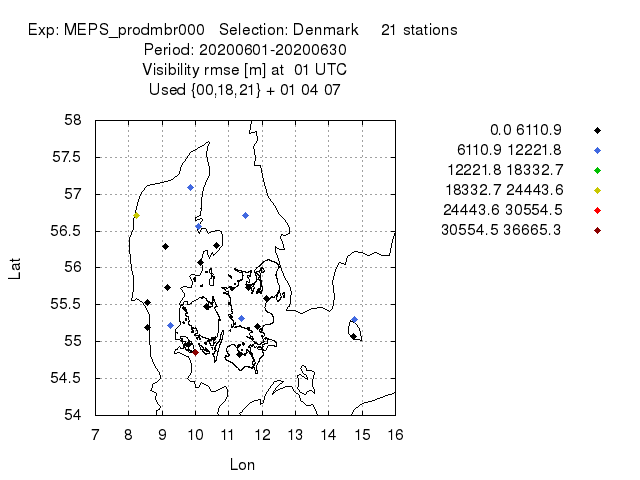 Exp: MEPS_prodmbr000   Selection: Denmark     21 stations
Period: 20200601-20200630
Visibility rmse [m] at  01 UTC
Used {00,18,21} + 01 04 07
0.0 6110.9
6110.9 12221.8
12221.8 18332.7
18332.7 24443.6
24443.6 30554.5
30554.5 36665.3
Lat
58
57.5
57
56.5
56
55.5
55
54.5
54
7 8 9 10 11 12 13 14 15 16
Lon